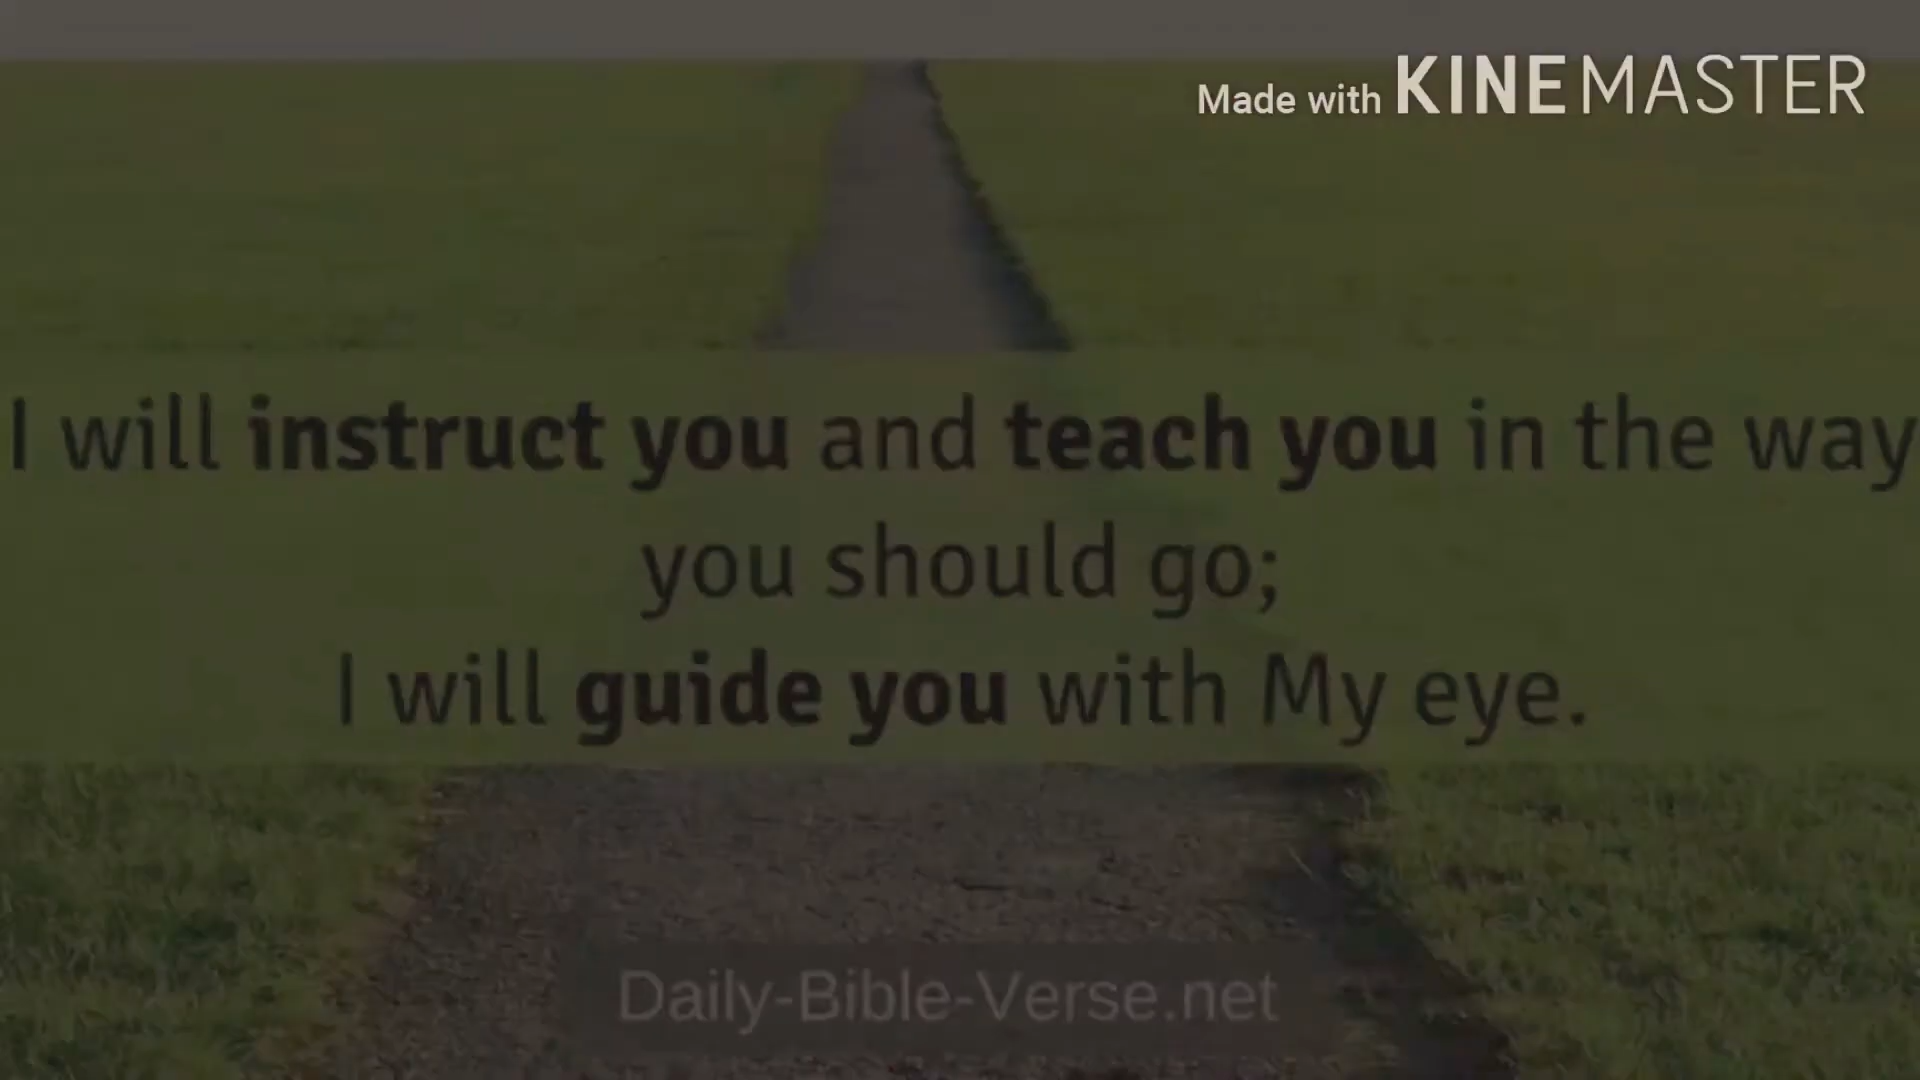 Made with KINEMASTER
I will instruct you and teach you in the way
you should go;
I will guide you with My eye.
Daily-Bible-Verse.net